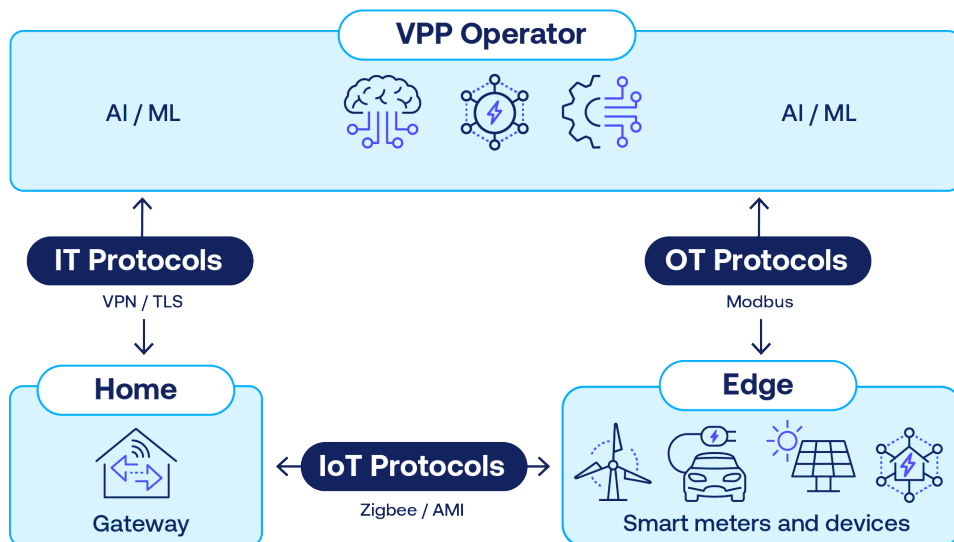 VPP Operator
AI / ML
AI / ML
IT Protocols
VPN / TLS
OT Protocols
Modbus
Home
Gateway
IoT Protocols
Zigbee / AMI
Edge
Smart meters and devices